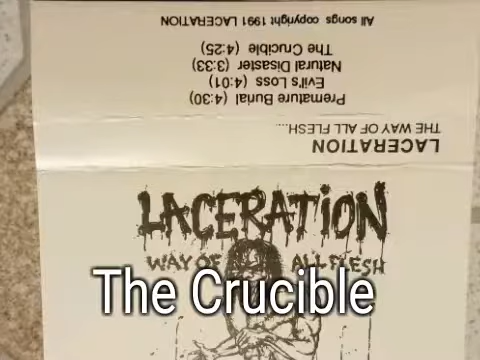 All songs copyright 1991 LACERATION
The Crucible (4:25)
Natural Disaster (3:33)
Evil's Loss (4:01)
Premature Burial (4:30)
THE WAY OF ALL FLESH....
LACERATION
LACERATION
WAY OF ALL FLESH
The Crucible